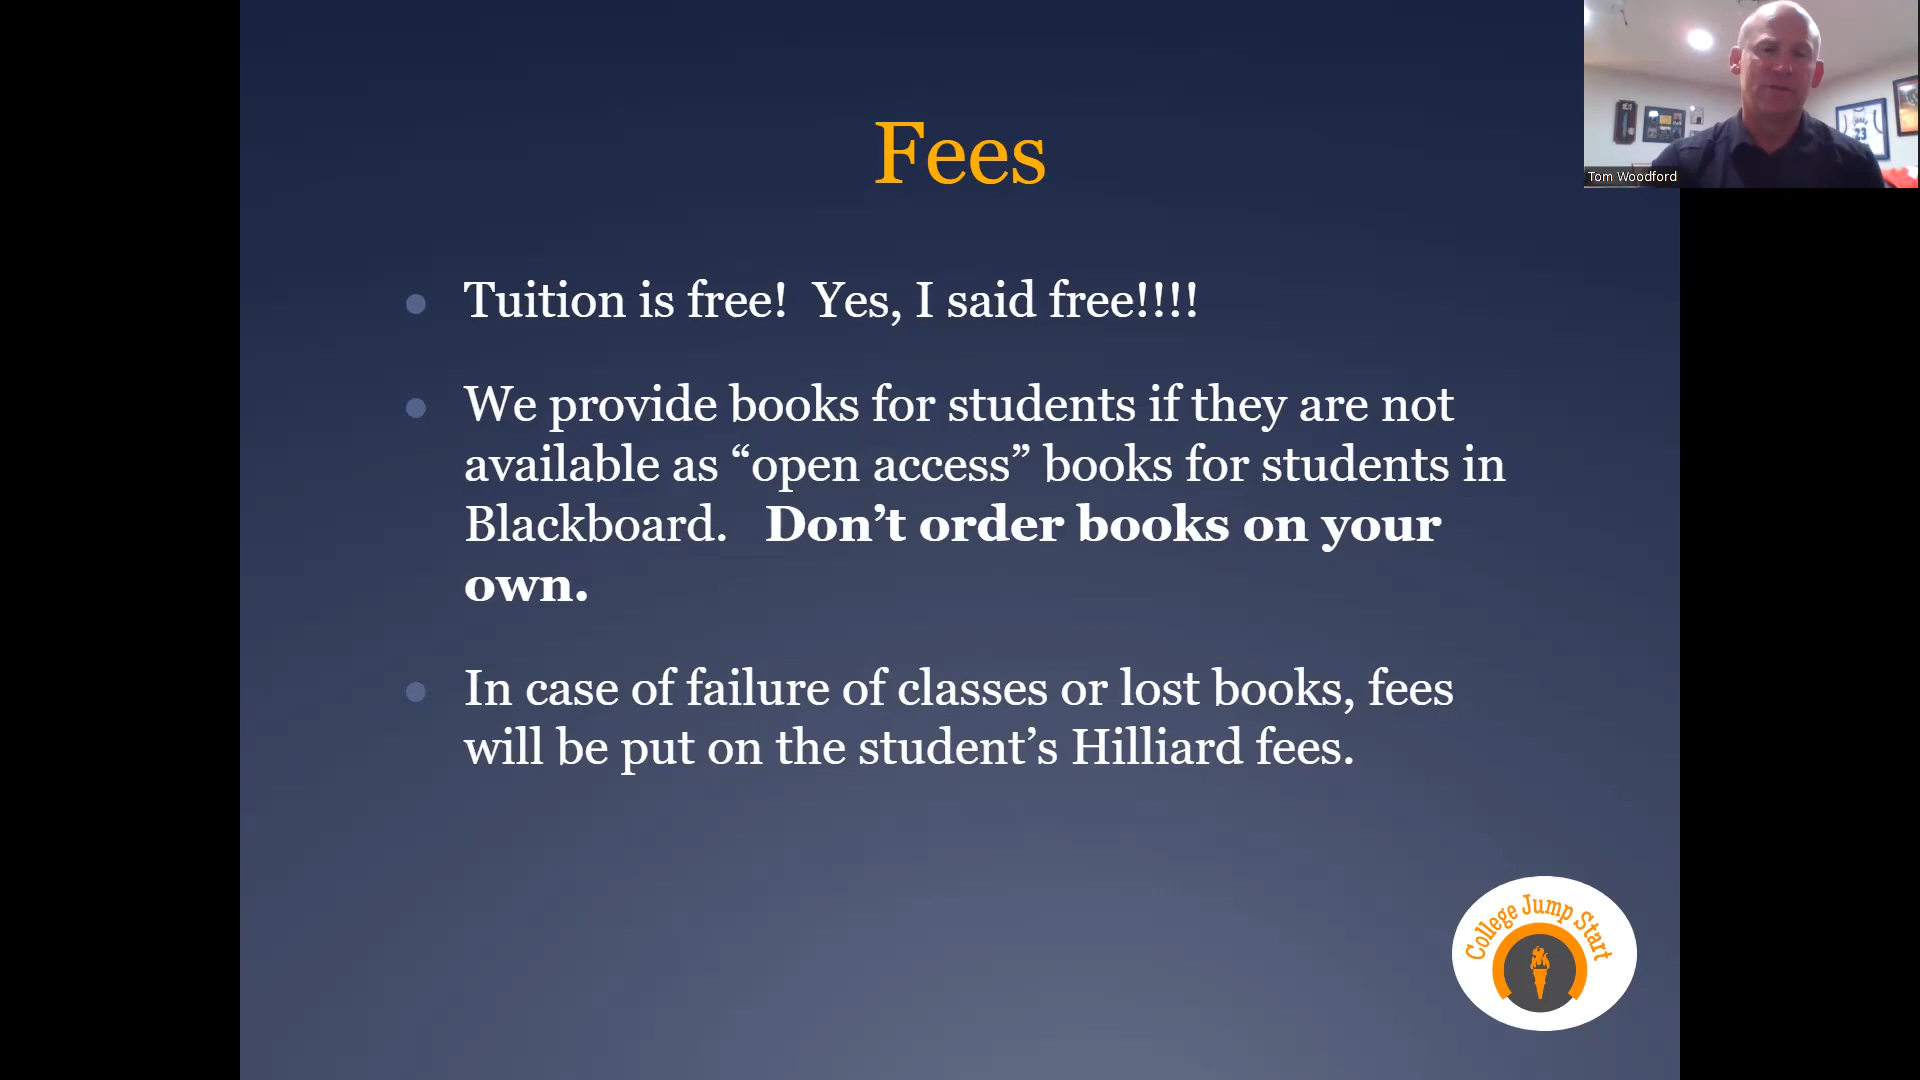 Fees
Tuition is free!  Yes, I said free!!!!
We provide books for students if they are not
available as “open access” books for students in
Blackboard.   Don’t order books on your
own.
In case of failure of classes or lost books, fees
will be put on the student’s Hilliard fees.
Tom Woodford
23
College Jump Start